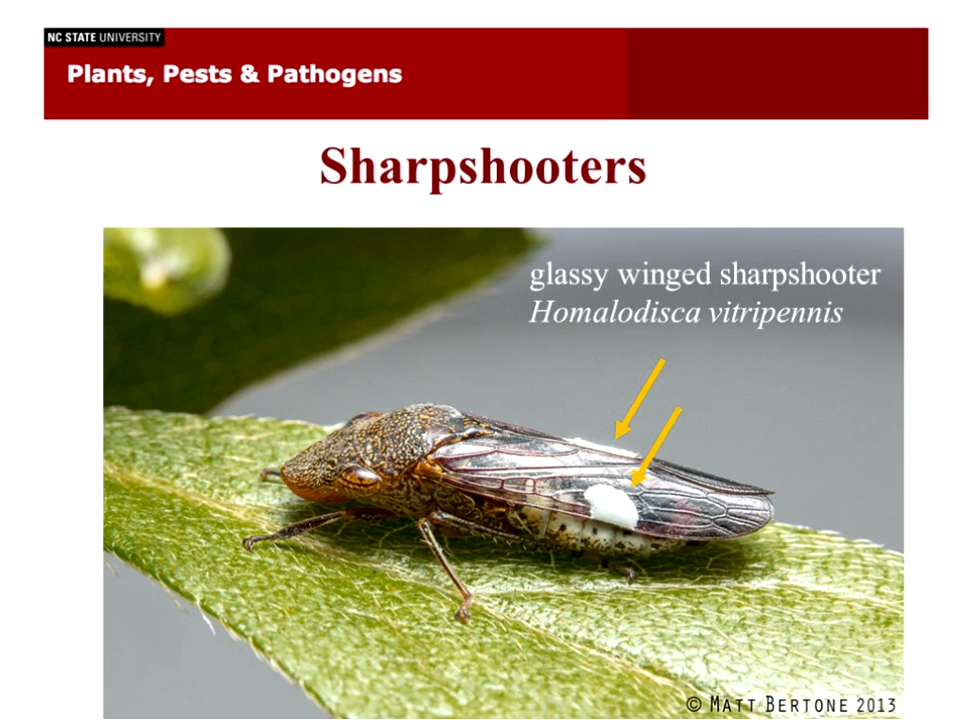 NC STATE UNIVERSITY
Plants, Pests & Pathogens
Sharpshooters
glassy winged sharpshooter
Homalodisca vitripennis
© MATT BERTONE 2013